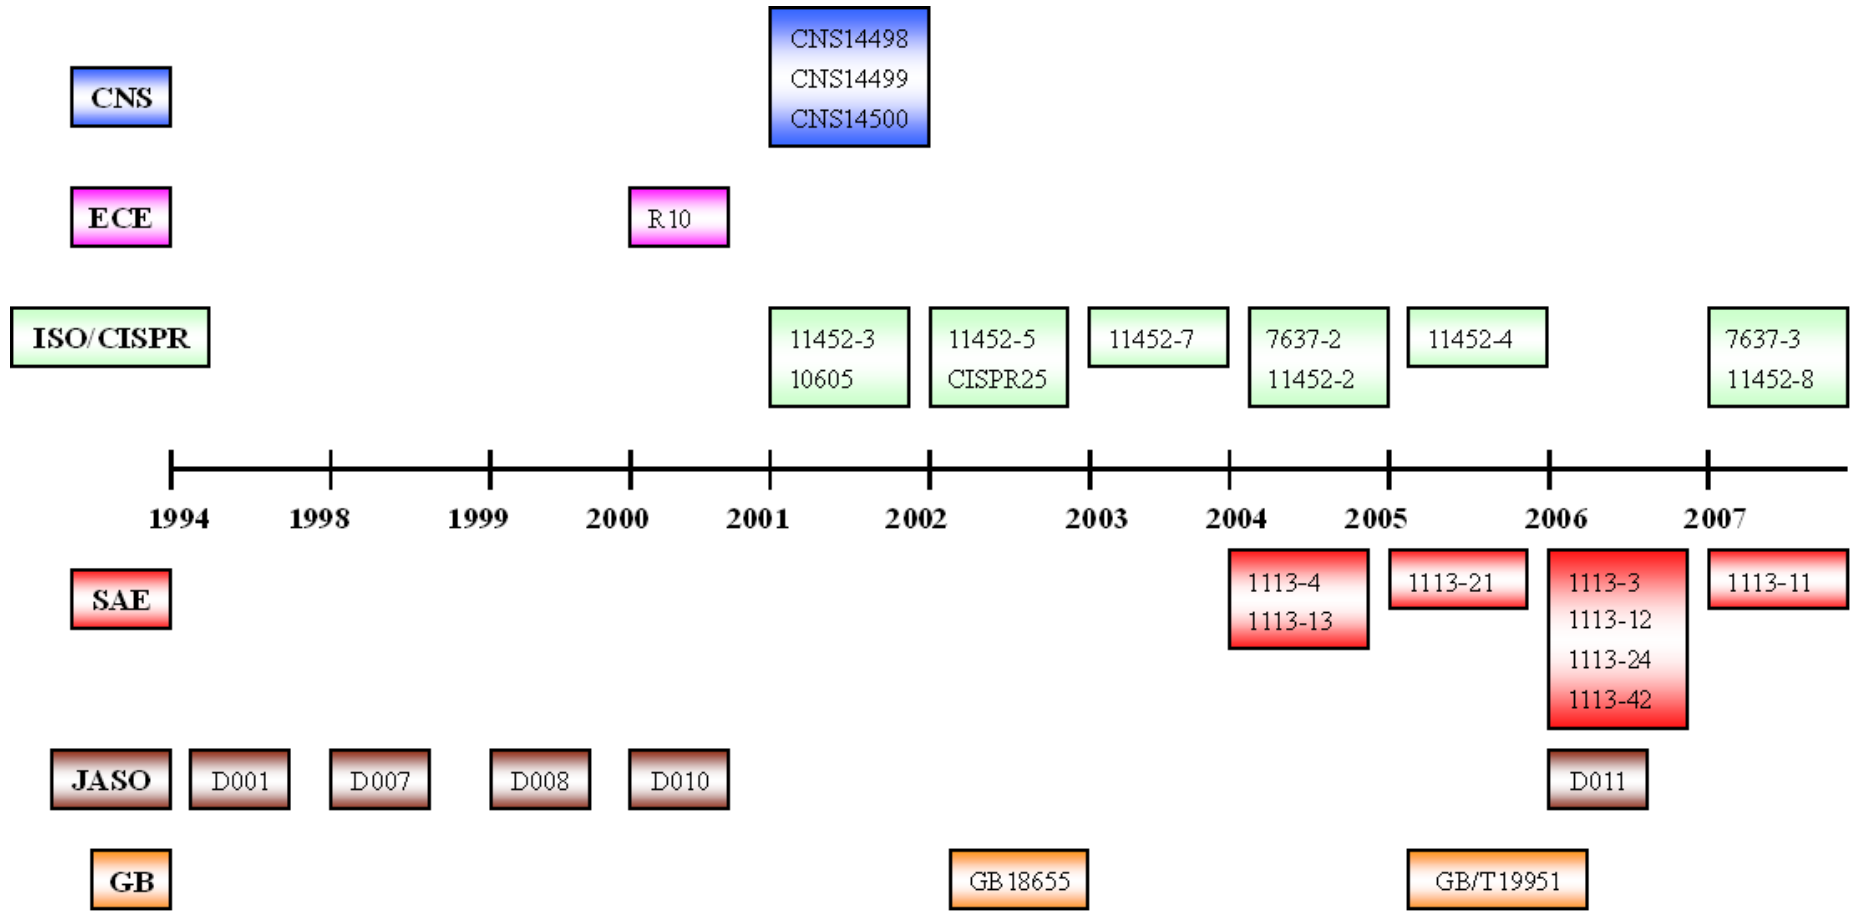 CNS14498
CNS14499
CNS14500
CNS
ECE
R10
ISO/CISPR
11452-3
10605
11452-5
CISPR25
11452-7
7637-2
11452-2
11452-4
7637-3
11452-8
1994 1998 1999 2000 2001 2002 2003 2004 2005 2006 2007
SAE
1113-4
1113-13
1113-21
1113-3
1113-12
1113-24
1113-42
1113-11
JASO
D001
D007
D008
D010
D011
GB
GB18655
GB/T19951